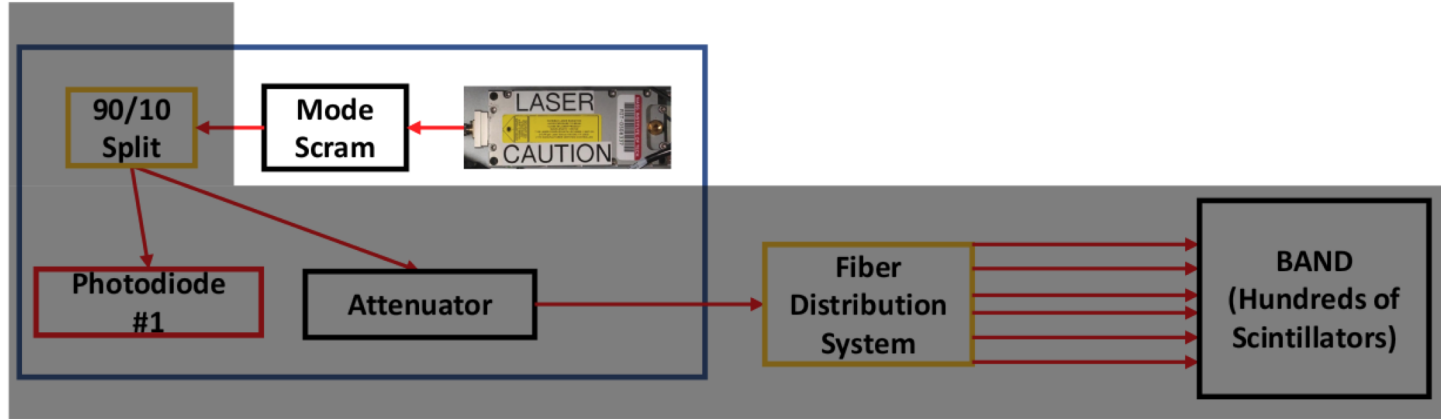 90/10
Split
Mode
Scram
LASER
CAUTION
Photodiode
#1
Attenuator
Fiber
Distribution
System
BAND
(Hundreds of
Scintillators)